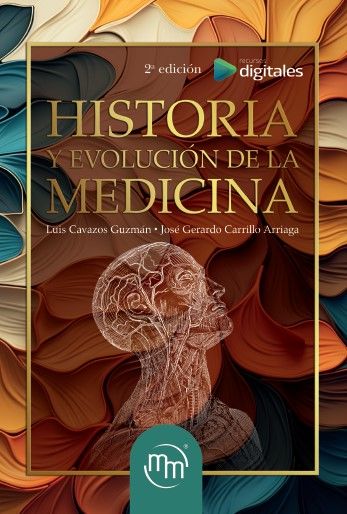 2ª edición
recursos
digitales
HISTORIA
Y EVOLUCIÓN DE LA
MEDICINA
Luis Cavazos Guzmán • José Gerardo Carrillo Arriaga
mm®